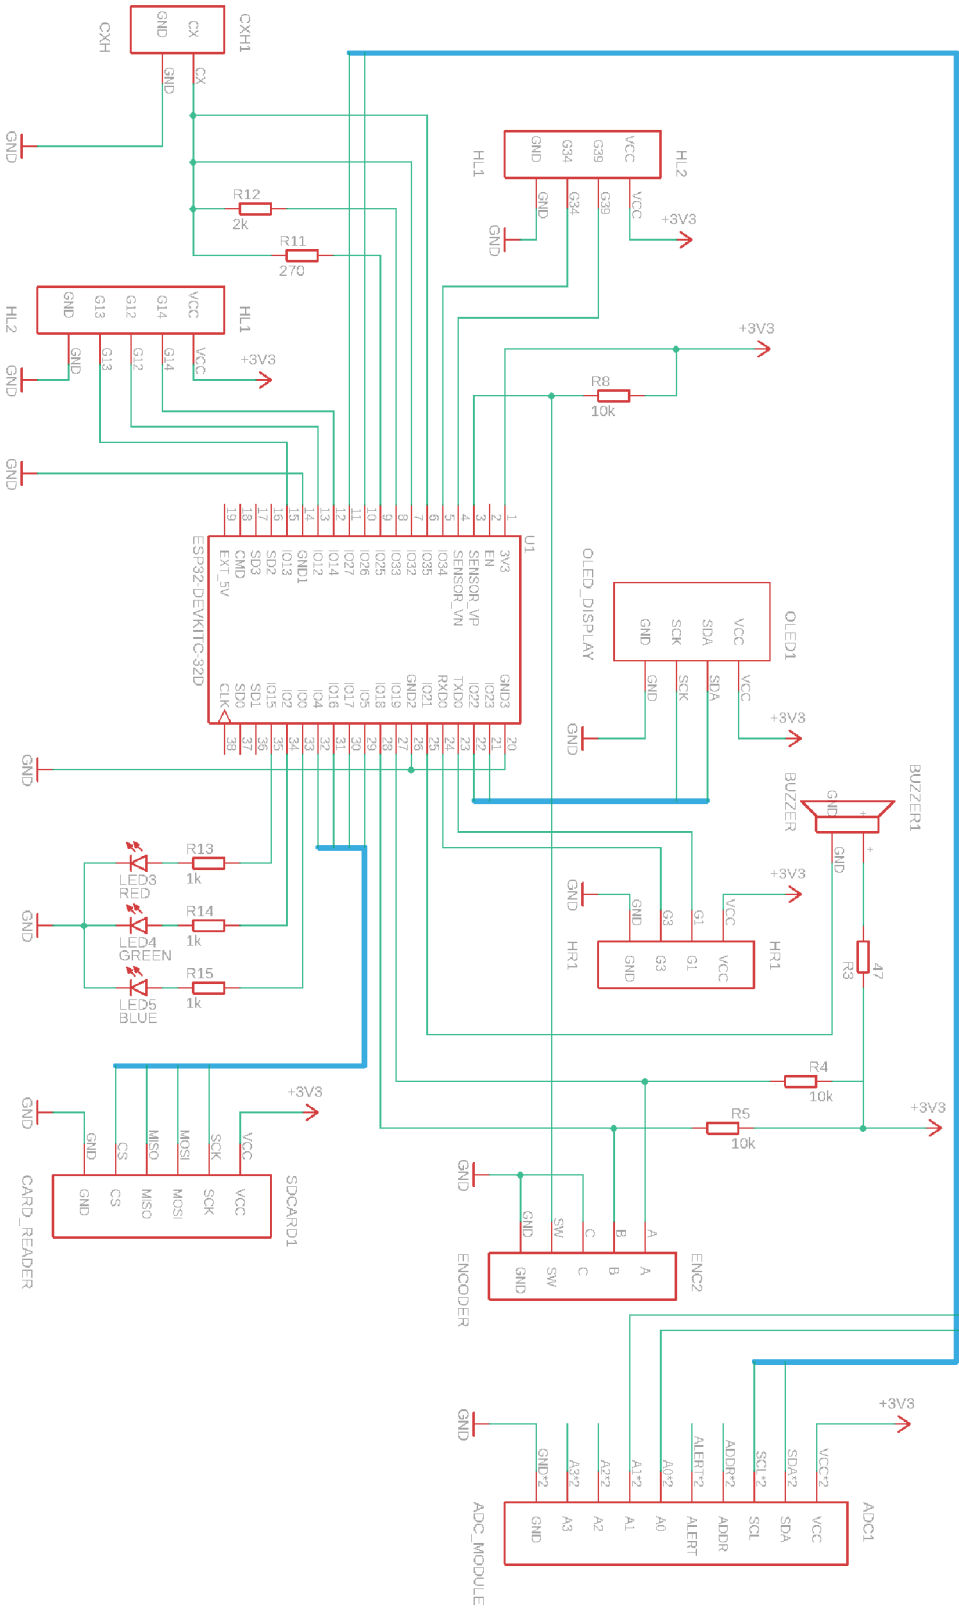 CXH
CXH1
GND
CX
GND
CX
GND
R12
2k
R11
270
HL1
HL2
GND
G34
G39
VCC
GND
G34
G39
VCC
+3V3
GND
HL2
HL1
GND
G13
G12
G14
VCC
GND
G13
G12
G14
VCC
+3V3
GND
GND
+3V3
R8
10k
19
18
17
16
15
14
13
12
11
10
9
8
7
6
5
4
3
2
1
U1
ESP32-DEVKITC-32D
EXT_5V
CMD
SD3
SD2
IO13
GND1
IO12
IO14
IO27
IO26
IO25
IO33
IO32
IO35
IO34
SENSOR_VN
SENSOR_VP
EN
3V3
CLK
SD0
SD1
IO15
IO2
IO0
IO4
IO16
IO17
IO5
IO18
IO19
GND2
IO21
RXD0
TXD0
IO22
IO23
GND3
38
37
36
35
34
33
32
31
30
29
28
27
26
25
24
23
22
21
20
GND
OLED_DISPLAY
OLED1
GND
SCK
SDA
VCC
GND
SCK
SDA
VCC
+3V3
GND
BUZZER
BUZZER1
GND
+
GND
+
R3
47
R13
1k
LED3
RED
R14
1k
LED4
GREEN
R15
1k
LED5
BLUE
GND
+3V3
GND
GND
G3
G1
VCC
HR1
HR1
GND
G3
G1
VCC
R4
10k
R5
10k
+3V3
+3V3
GND
GND
CS
MISO
MOSI
SCK
VCC
CARD_READER
SDCARD1
GND
CS
MISO
MOSI
SCK
VCC
GND
GND
SW
C
B
A
ENCODER
ENC2
GND
SW
C
B
A
+3V3
GND
GND*2
A3*2
A2*2
A1*2
A0*2
ALERT*2
ADDR*2
SCL*2
SDA*2
VCC*2
ADC_MODULE
ADC1
GND
A3
A2
A1
A0
ALERT
ADDR
SCL
SDA
VCC